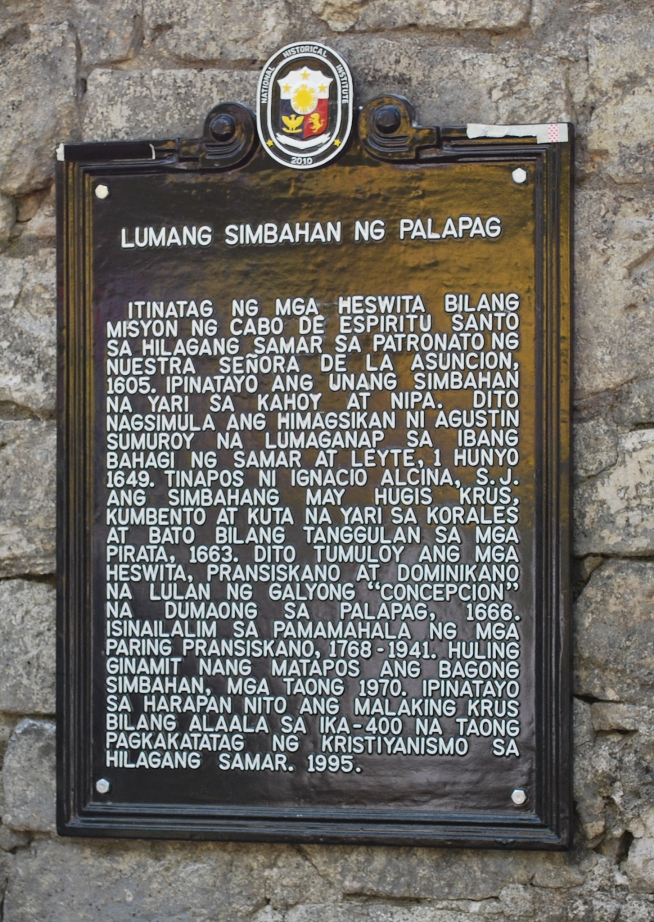 NATIONAL HISTORICAL INSTITUTE
2010
LUMANG SIMBAHAN NG PALAPAG
ITINATAG NG MGA HESWITA BILANG
MISYON NG CABO DE ESPIRITU SANTO
SA HILAGANG SAMAR SA PATRONATO NG
NUESTRA SEÑORA DE LA ASUNCION,
1605. IPINATAYO ANG UNANG SIMBAHAN
NA YARI SA KAHOY AT NIPA. DITO
NAGSIMULA ANG HIMAGSIKAN NI AGUSTIN
SUMUROY NA LUMAGANAP SA IBANG
BAHAGI NG SAMAR AT LEYTE, 1 HUNYO
1649. TINAPOS NI IGNACIO ALCINA, S.J.
ANG SIMBAHANG MAY HUGIS KRUS,
KUMBENTO AT KUTA NA YARI SA KORALES
AT BATO BILANG TANGGULAN SA MGA
PIRATA, 1663. DITO TUMULOY ANG MGA
HESWITA, PRANSISKANO AT DOMINIKANO
NA LULAN NG GALYONG “CONCEPCION”
NA DUMAONG SA PALAPAG, 1666.
ISINAILALIM SA PAMAMAHALA NG MGA
PARING PRANSISKANO, 1768-1941. HULING
GINAMIT NANG MATAPOS ANG BAGONG
SIMBAHAN, MGA TAONG 1970. IPINATAYO
SA HARAPAN NITO ANG MALAKING KRUS
BILANG ALAALA SA IKA-400 NA TAONG
PAGKAKATATAG NG KRISTIYANISMO SA
HILAGANG SAMAR. 1995.